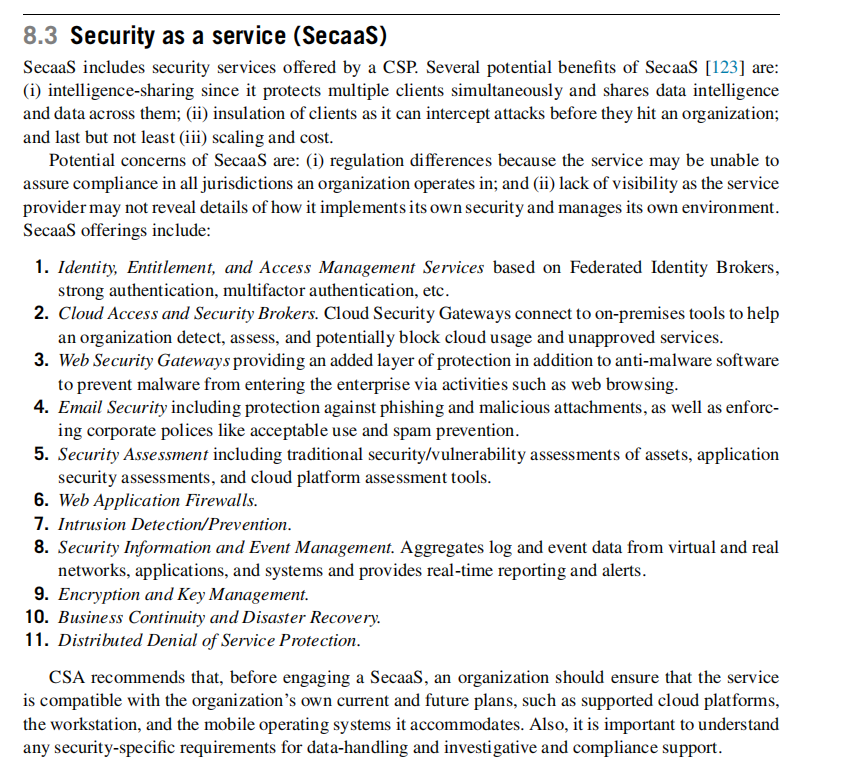 8.3 Security as a service (SecaaS)
SecaaS includes security services offered by a CSP. Several potential benefits of SecaaS [123] are:
(i) intelligence-sharing since it protects multiple clients simultaneously and shares data intelligence
and data across them; (ii) insulation of clients as it can intercept attacks before they hit an organization;
and last but not least (iii) scaling and cost.
Potential concerns of SecaaS are: (i) regulation differences because the service may be unable to
assure compliance in all jurisdictions an organization operates in; and (ii) lack of visibility as the service
provider may not reveal details of how it implements its own security and manages its own environment.
SecaaS offerings include:
1. Identity, Entitlement, and Access Management Services based on Federated Identity Brokers,
strong authentication, multifactor authentication, etc.
2. Cloud Access and Security Brokers. Cloud Security Gateways connect to on-premises tools to help
an organization detect, assess, and potentially block cloud usage and unapproved services.
3. Web Security Gateways providing an added layer of protection in addition to anti-malware software
to prevent malware from entering the enterprise via activities such as web browsing.
4. Email Security including protection against phishing and malicious attachments, as well as enforc-
ing corporate polices like acceptable use and spam prevention.
5. Security Assessment including traditional security/vulnerability assessments of assets, application
security assessments, and cloud platform assessment tools.
6. Web Application Firewalls.
7. Intrusion Detection/Prevention.
8. Security Information and Event Management. Aggregates log and event data from virtual and real
networks, applications, and systems and provides real-time reporting and alerts.
9. Encryption and Key Management.
10. Business Continuity and Disaster Recovery.
11. Distributed Denial of Service Protection.
CSA recommends that, before engaging a SecaaS, an organization should ensure that the service
is compatible with the organization's own current and future plans, such as supported cloud platforms,
the workstation, and the mobile operating systems it accommodates. Also, it is important to understand
any security-specific requirements for data-handling and investigative and compliance support.